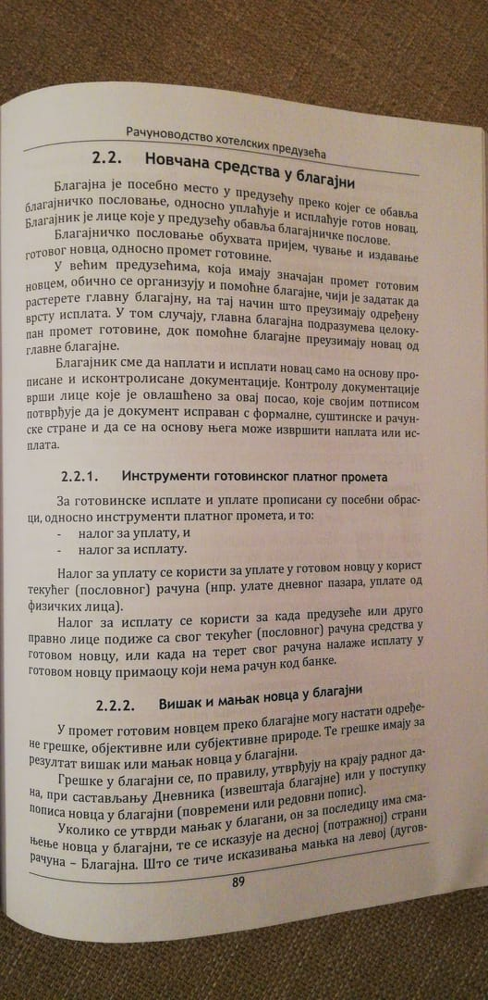 Рачуноводство хотелских предузећа
2.2. Новчана средства у благајни
Благајна је посебно место у предузећу преко којег се обавља
благајничко пословање, односно уплаћује и исплаћује готов новац.
Благајник је лице које у предузећу обавља благајничке послове.
Благајничко пословање обухвата пријем, чување и издавање
готовог новца, односно промет готовине.
У већим предузећима, која имају значајан промет готовим
новцем, обично се организују и помоћне благајне, чији је задатак да
растерете главну благајну, на тај начин што преузимају одређену
врсту исплата. У том случају, главна благајна подразумева целоку-
пан промет готовине, док помоћне благајне преузимају новац од
главне благајне.
Благајник сме да наплати и исплати новац само на основу про-
писане и исконтролисане документације. Контролу документације
врши лице које је овлашћено за овај посао, које својим потписом
потврђује да је документ исправан с формалне, суштинске и рачун-
ске стране и да се на основу њега може извршити наплата или ис-
плата.
2.2.1. Инструменти готовинског платног промета
За готовинске исплате и уплате прописани су посебни обрас-
ци, односно инструменти платног промета, и то:
- налог за уплату, и
- налог за исплату.
Налог за уплату се користи за уплате у готовом новцу у корист
текућег (пословног) рачуна (нпр. улате дневног пазара, уплате од
физичких лица).
Налог за исплату се користи за када предузеће или друго
правно лице подиже са свог текућег (пословног) рачуна средства у
готовом новцу, или када на терет свог рачуна налаже исплату у
готовом новцу примаоцу који нема рачун код банке.
2.2.2. Вишак и мањак новца у благајни
У промет готовим новцем преко благајне могу настати одређе-
не грешке, објективне или субјективне природе. Те грешке имају за
резултат вишак или мањак новца у благајни.
Грешке у благајни се, по правилу, утврђују на крају радног да-
на, при састављању Дневника (извештаја благајне) или у поступку
пописа новца у благајни (повремени или редовни попис).
Уколико се утврди мањак у благани, он за последицу има сма-
њење новца у благајни, те се исказује на десној (потражној) страни
рачуна – Благајна. Што се тиче исказивања мањка на левој (дугов-
89